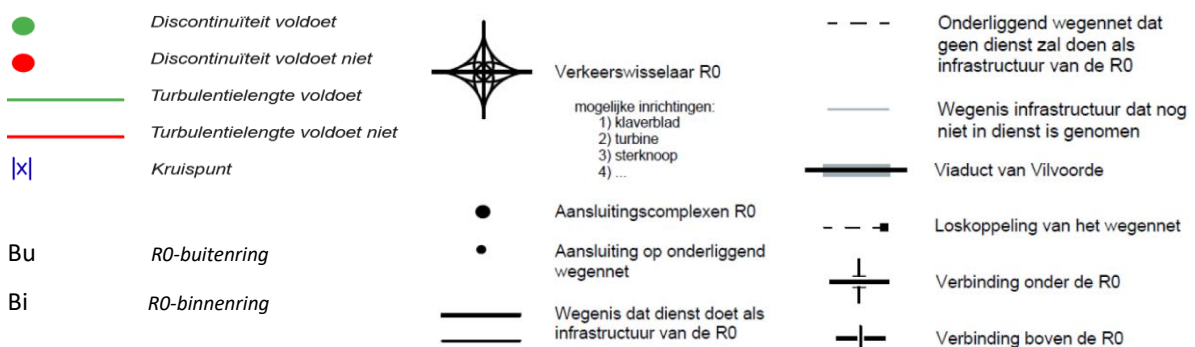 Discontinuïteit voldoet
Discontinuïteit voldoet niet
Turbulentielengte voldoet
Turbulentielengte voldoet niet
|x| Kruispunt
Bu R0-buitenring
Bi R0-binnenring
Verkeerswisselaar R0
mogelijke inrichtingen:
1) klaverblad
2) turbine
3) sterknoop
4) ...
Aansluitingscomplexen R0
Aansluiting op onderliggend
wegennet
Wegenis dat dienst doet als
infrastructuur van de R0
Onderliggend wegennet dat
geen dienst zal doen als
infrastructuur van de R0
Wegenis infrastructuur dat nog
niet in dienst is genomen
Viaduct van Vilvoorde
Loskoppeling van het wegennet
Verbinding onder de R0
Verbinding boven de R0